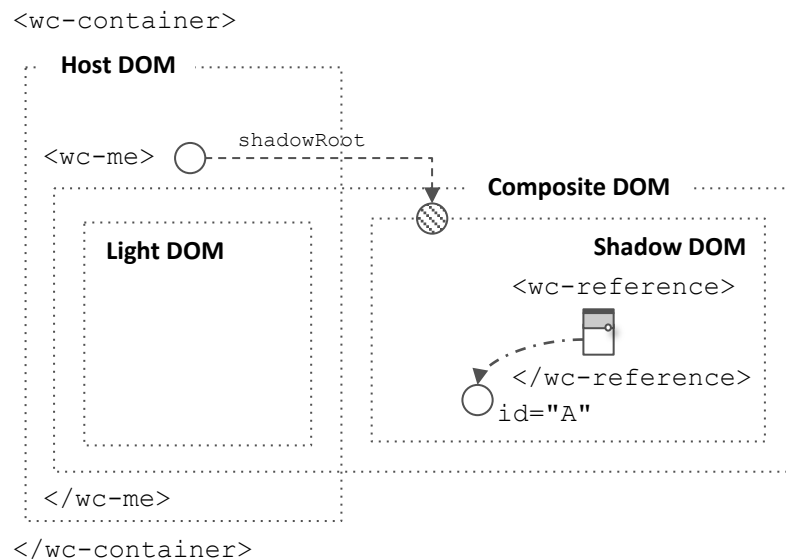 <wc-container>
Host DOM
shadowRoot
<wc-me>
Composite DOM
Light DOM
Shadow DOM
<wc-reference>
</wc-reference>
id="A"
</wc-me>
</wc-container>